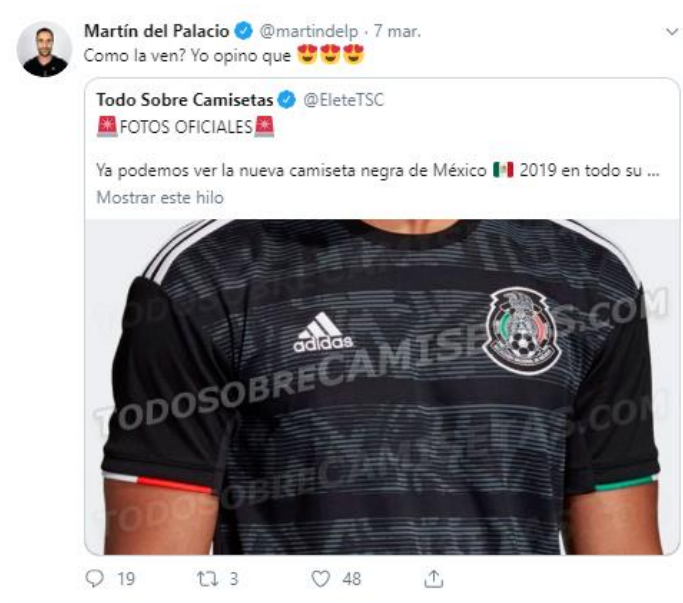 Martín del Palacio @martindelp · 7 mar.
Como la ven? Yo opino que 😍😍😍
Todo Sobre Camisetas @EleteTSC
🚨FOTOS OFICIALES🚨
Ya podemos ver la nueva camiseta negra de México 🇲🇽 2019 en todo su ...
Mostrar este hilo
adidas
TODOSOBRECAMISETAS.COM
TODOSOBRECAMISETAS.COM
TODOSOBRECAMISETAS.COM
19 3 48